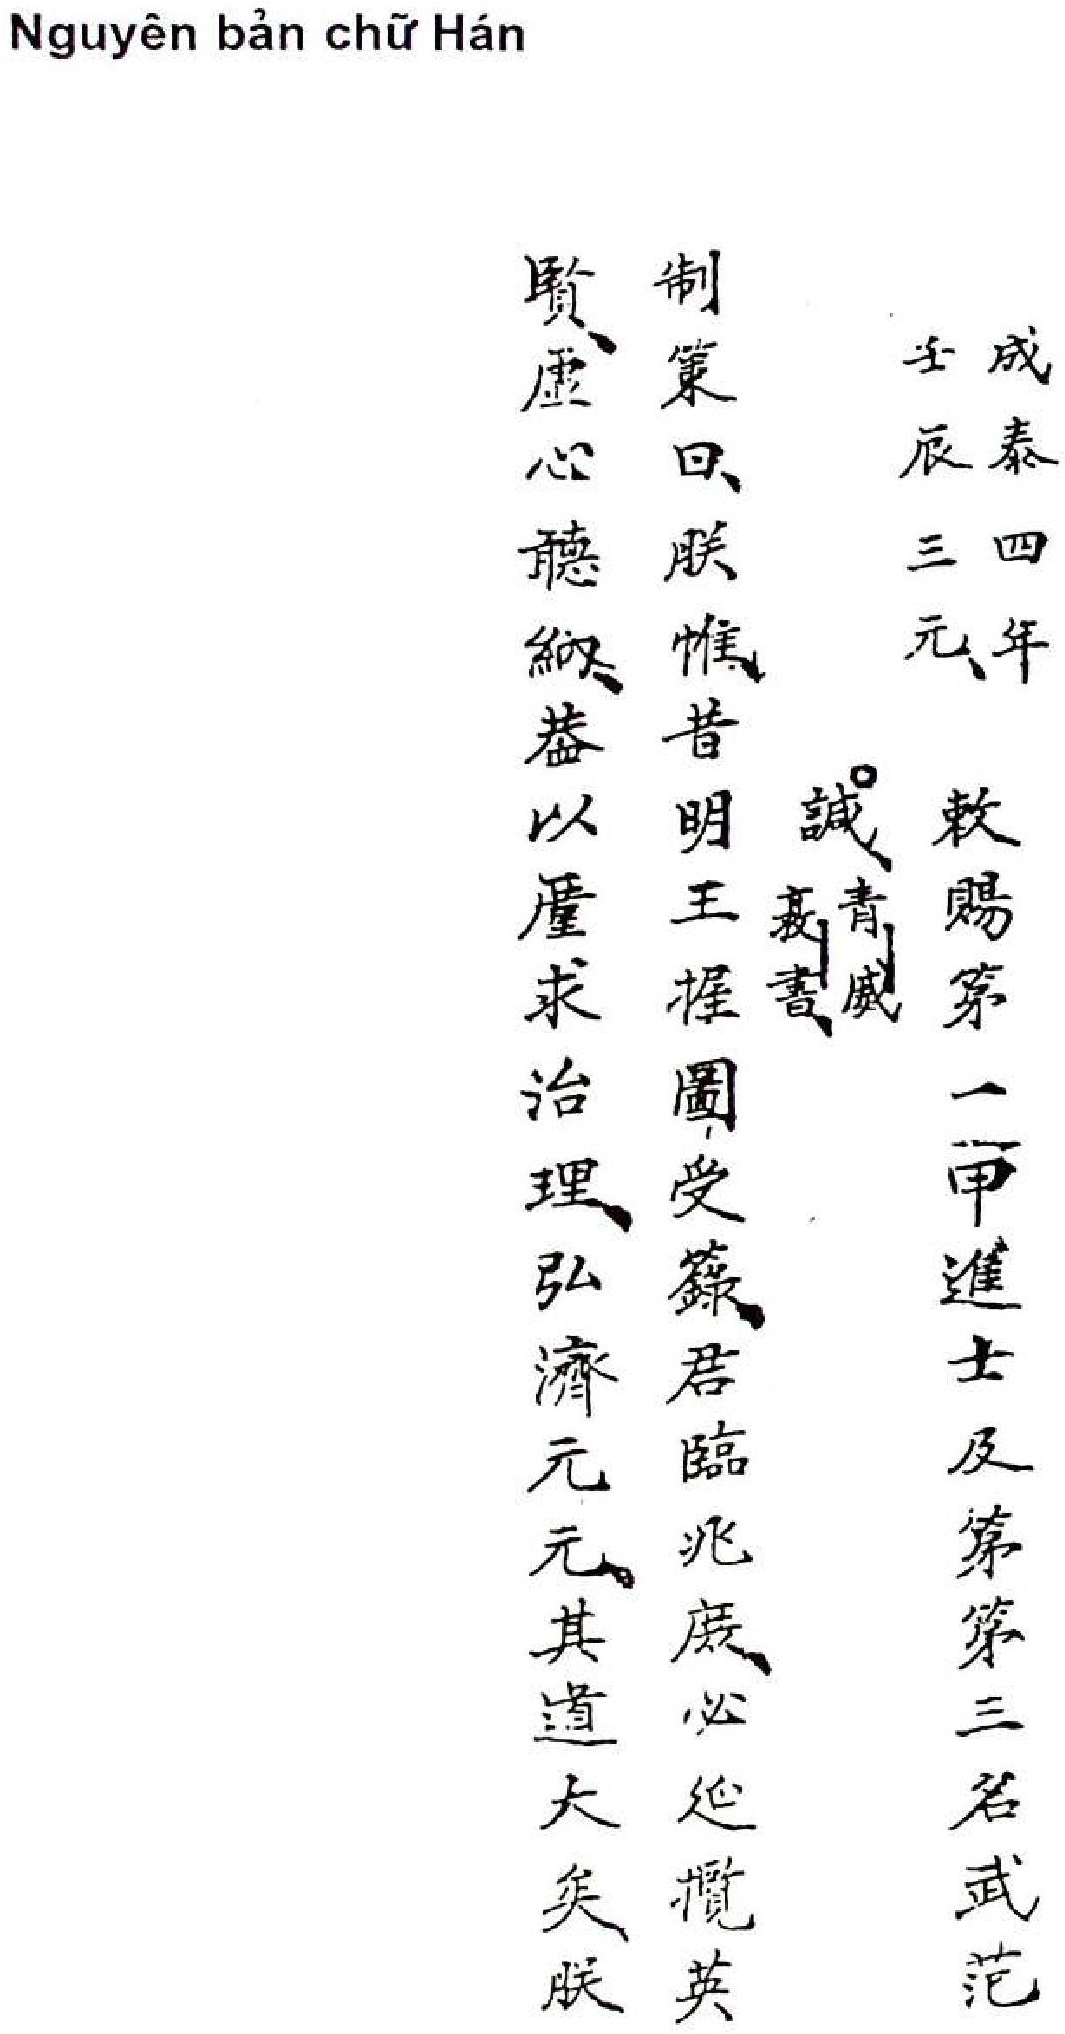 Nguyên bản chữ Hán
成泰四年
壬辰三元
敕賜第一甲進士及第第三名武范
諴
青威
敦書
制策曰朕惟昔明王握圖受籙君臨兆庶必延攬英
賢虛心聽納蓋以厪求治理弘濟元元其道大矣朕